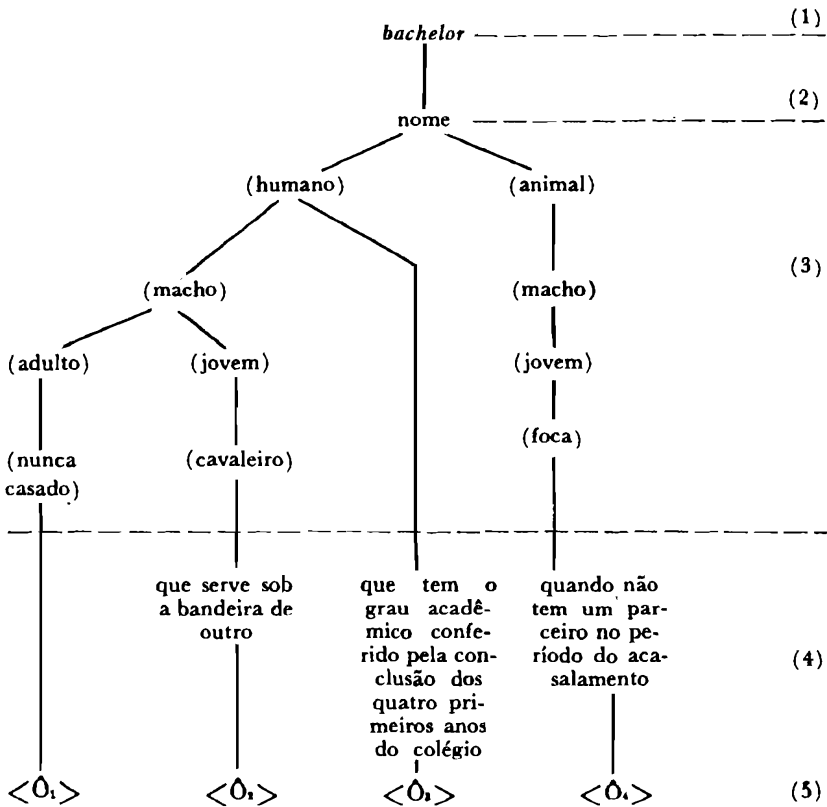 bachelor (1)
nome (2)
(humano) (animal)
(3)
(macho) (macho)
(adulto) (jovem) (jovem)
(foca)
(nunca (cavaleiro)
casado)
que serve sob
a bandeira de
outro
que tem o
grau acadê-
mico confe-
rido pela con-
clusão dos
quatro pri-
meiros anos
do colégio
quando não
tem um par-
ceiro no pe-
ríodo do aca-
salamento
(4)
<Ô₁> <Ô₂> <Ô₃> <Ô₄> (5)